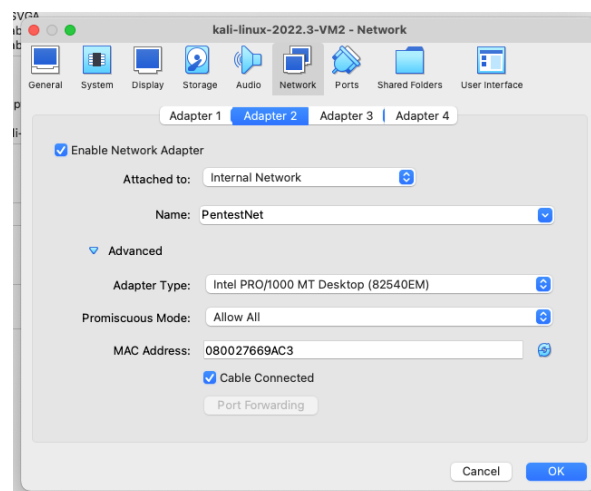 SVGA
kali-linux-2022.3-VM2 - Network
General System Display Storage Audio Network Ports Shared Folders User Interface
Adapter 1 Adapter 2 Adapter 3 Adapter 4
Enable Network Adapter
Attached to: Internal Network
Name: PentestNet
Advanced
Adapter Type: Intel PRO/1000 MT Desktop (82540EM)
Promiscuous Mode: Allow All
MAC Address: 080027669AC3
Cable Connected
Port Forwarding
Cancel OK